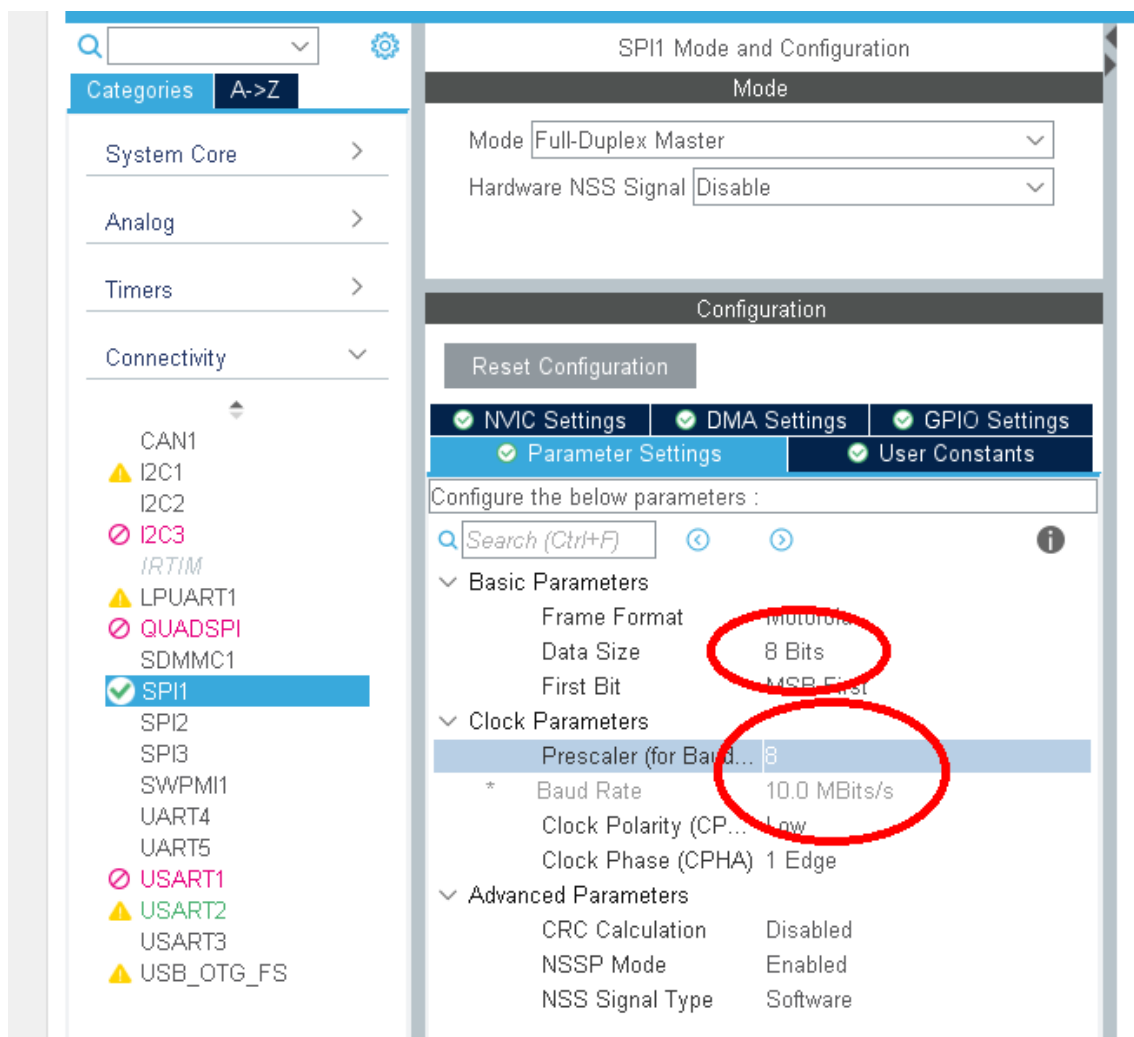 Categories
A->Z
System Core
Analog
Timers
Connectivity
CAN1
I2C1
I2C2
I2C3
IRTIM
LPUART1
QUADSPI
SDMMC1
SPI1
SPI2
SPI3
SWPMI1
UART4
UART5
USART1
USART2
USART3
USB_OTG_FS
SPI1 Mode and Configuration
Mode
Mode Full-Duplex Master
Hardware NSS Signal Disable
Configuration
Reset Configuration
NVIC Settings DMA Settings GPIO Settings
Parameter Settings User Constants
Configure the below parameters :
Search (Ctrl+F)
Basic Parameters
Frame Format Motorola
Data Size 8 Bits
First Bit MSB First
Clock Parameters
Prescaler (for Baud... 8
* Baud Rate 10.0 MBits/s
Clock Polarity (CP... Low
Clock Phase (CPHA) 1 Edge
Advanced Parameters
CRC Calculation Disabled
NSSP Mode Enabled
NSS Signal Type Software